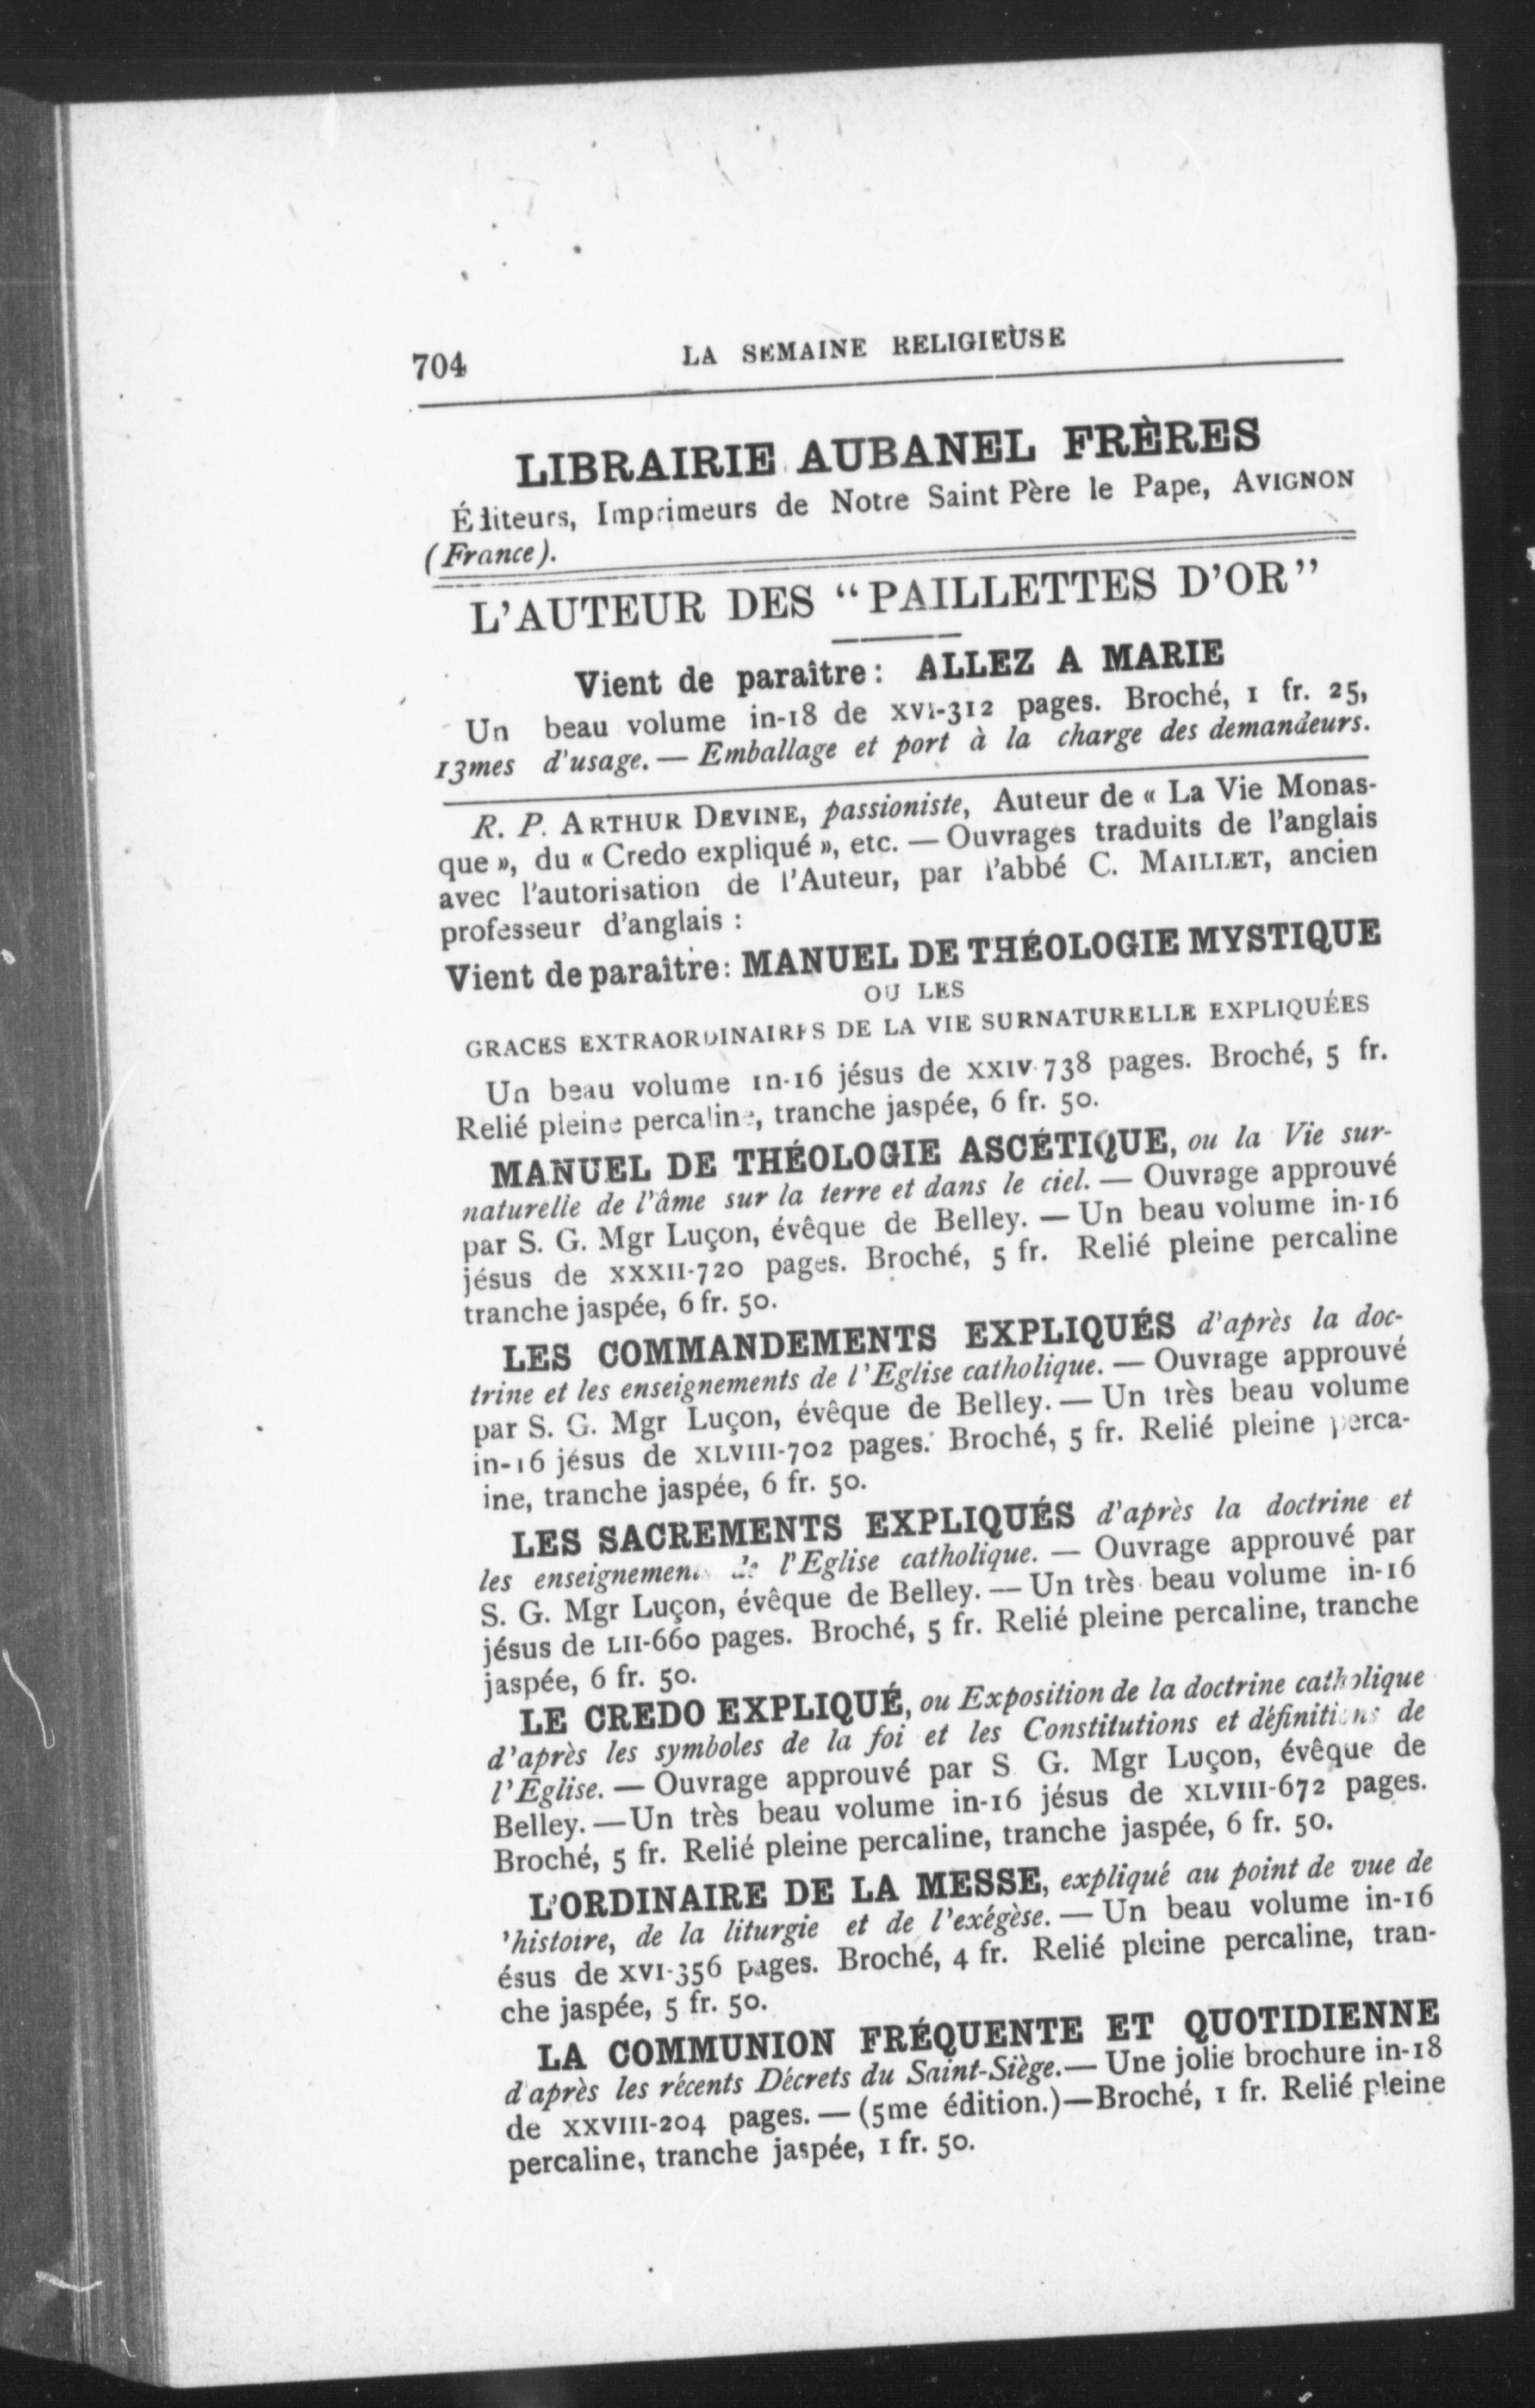 704
LA SEMAINE RELIGIEUSE
LIBRAIRIE AUBANEL FRÈRES
Éditeurs, Imprimeurs de Notre Saint Père le Pape, AVIGNON
(France).
L'AUTEUR DES “PAILLETTES D'OR”
Vient de paraître: ALLEZ A MARIE
Un beau volume in-18 de XVI-312 pages. Broché, 1 fr. 25,
13mes d'usage. — Emballage et port à la charge des demandeurs.
R. P. ARTHUR DEVINE, passioniste, Auteur de « La Vie Monas-
que », du « Credo expliqué », etc. — Ouvrages traduits de l'anglais
avec l'autorisation de l'Auteur, par l'abbé C. MAILLET, ancien
professeur d'anglais :
Vient de paraître: MANUEL DE THÉOLOGIE MYSTIQUE
OU LES
GRACES EXTRAORDINAIRES DE LA VIE SURNATURELLE EXPLIQUÉES
Un beau volume in-16 jésus de XXIV-738 pages. Broché, 5 fr.
Relié pleine percaline, tranche jaspée, 6 fr. 50.
MANUEL DE THÉOLOGIE ASCÉTIQUE, ou la Vie sur-
naturelle de l'âme sur la terre et dans le ciel. — Ouvrage approuvé
par S. G. Mgr Luçon, évêque de Belley. — Un beau volume in-16
jésus de XXXII-720 pages. Broché, 5 fr. Relié pleine percaline
tranche jaspée, 6 fr. 50.
LES COMMANDEMENTS EXPLIQUÉS d'après la doc-
trine et les enseignements de l'Eglise catholique. — Ouvrage approuvé
par S. G. Mgr Luçon, évêque de Belley. — Un très beau volume
in-16 jésus de XLVIII-702 pages. Broché, 5 fr. Relié pleine perca-
ine, tranche jaspée, 6 fr. 50.
LES SACREMENTS EXPLIQUÉS d'après la doctrine et
les enseignements de l'Eglise catholique. — Ouvrage approuvé par
S. G. Mgr Luçon, évêque de Belley. — Un très beau volume in-16
jésus de LII-660 pages. Broché, 5 fr. Relié pleine percaline, tranche
jaspée, 6 fr. 50.
LE CREDO EXPLIQUÉ, ou Exposition de la doctrine catholique
d'après les symboles de la foi et les Constitutions et définitions de
l'Église. — Ouvrage approuvé par S G. Mgr Luçon, évêque de
Belley. — Un très beau volume in-16 jésus de XLVIII-672 pages.
Broché, 5 fr. Relié pleine percaline, tranche jaspée, 6 fr. 50.
L'ORDINAIRE DE LA MESSE, expliqué au point de vue de
'histoire, de la liturgie et de l'exégèse. — Un beau volume in-16
ésus de XVI-356 pages. Broché, 4 fr. Relié pleine percaline, tran-
che jaspée, 5 fr. 50.
LA COMMUNION FRÉQUENTE ET QUOTIDIENNE
d'après les récents Décrets du Saint-Siège. — Une jolie brochure in-18
de XXVIII-204 pages. — (5me édition.) — Broché, 1 fr. Relié pleine
percaline, tranche jaspée, 1 fr. 50.